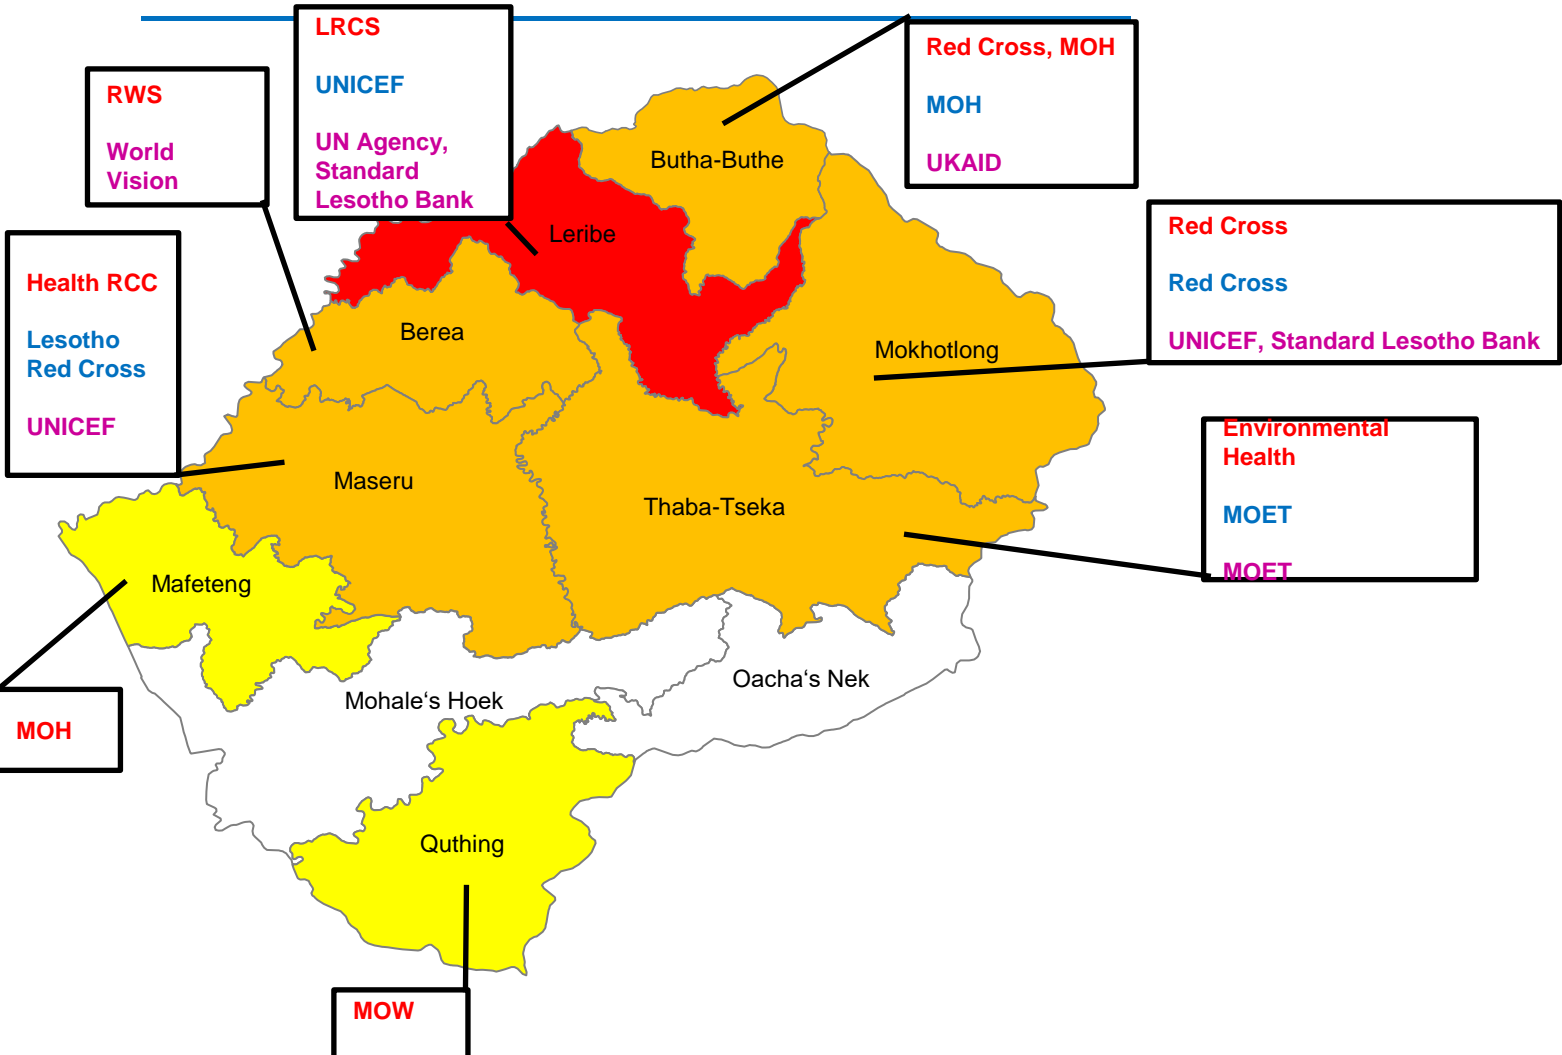 LRCS
UNICEF
UN Agency,
Standard
Lesotho Bank
Red Cross, MOH
MOH
UKAID
RWS
World
Vision
Butha-Buthe
Leribe
Red Cross
Red Cross
UNICEF, Standard Lesotho Bank
Health RCC
Lesotho
Red Cross
UNICEF
Berea
Mokhotlong
Environmental
Health
MOET
MOET
Maseru
Thaba-Tseka
Mafeteng
Oacha‘s Nek
Mohale‘s Hoek
MOH
Quthing
MOW